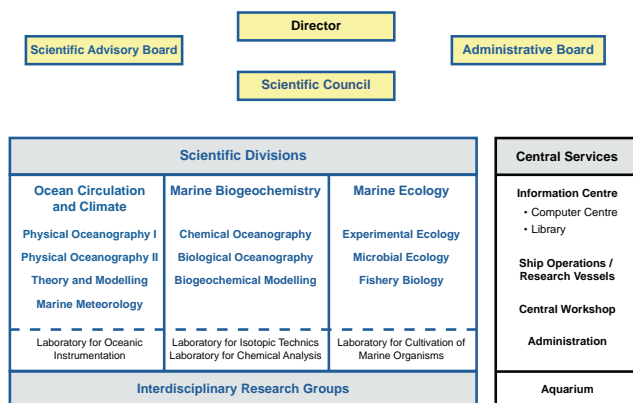 Director
Scientific Advisory Board
Administrative Board
Scientific Council
Scientific Divisions
Ocean Circulation
and Climate
Physical Oceanography I
Physical Oceanography II
Theory and Modelling
Marine Meteorology
Laboratory for Oceanic
Instrumentation
Marine Biogeochemistry
Chemical Oceanography
Biological Oceanography
Biogeochemical Modelling
Laboratory for Isotopic Technics
Laboratory for Chemical Analysis
Marine Ecology
Experimental Ecology
Microbial Ecology
Fishery Biology
Laboratory for Cultivation of
Marine Organisms
Interdisciplinary Research Groups
Central Services
Information Centre
• Computer Centre
• Library
Ship Operations /
Research Vessels
Central Workshop
Administration
Aquarium